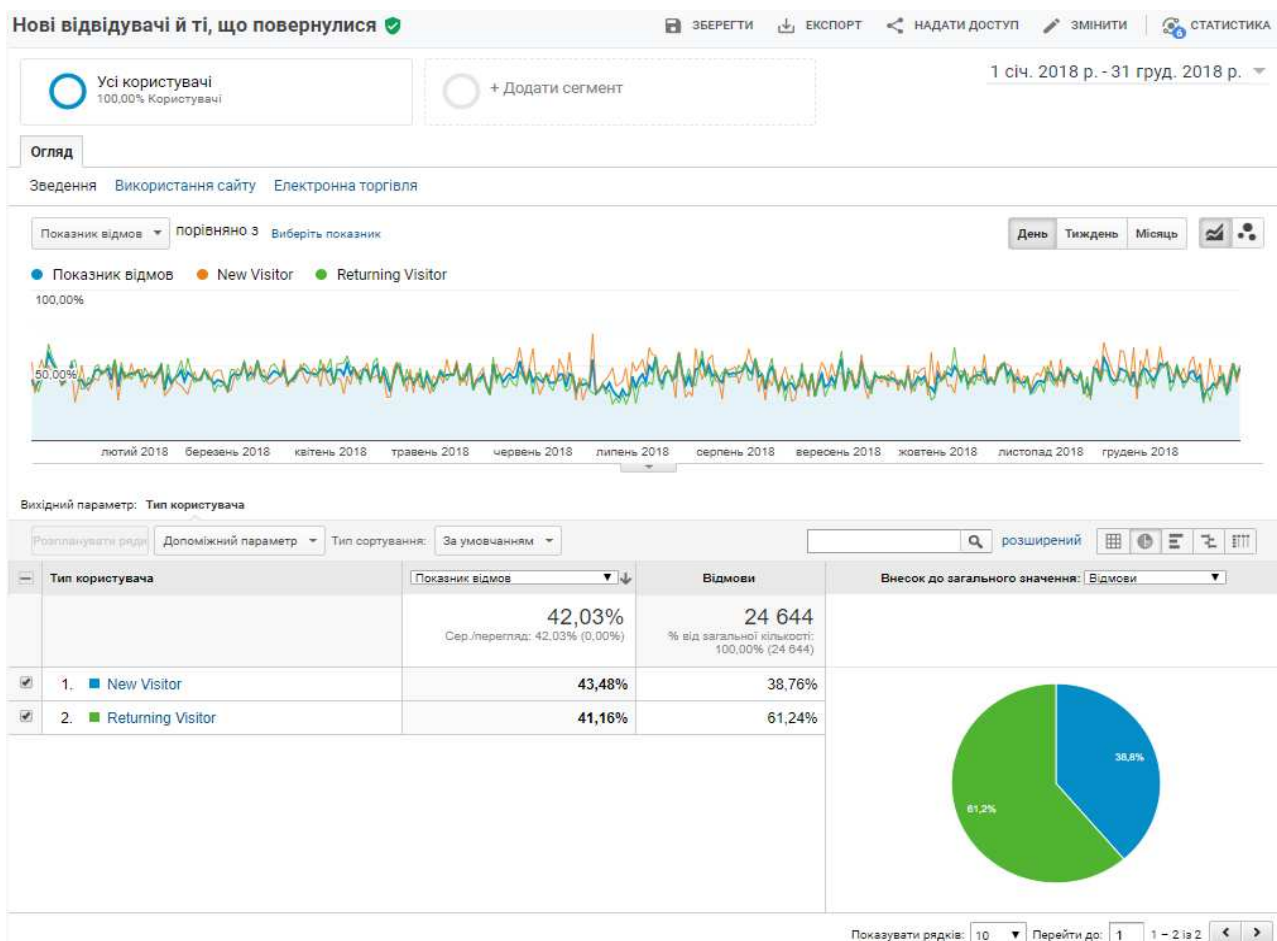 Нові відвідувачі й ті, що повернулися
ЗБЕРЕГТИ ЕКСПОРТ НАДАТИ ДОСТУП ЗМІНИТИ СТАТИСТИКА
6
Усі користувачі
100,00% Користувачі
+ Додати сегмент
1 січ. 2018 р. - 31 груд. 2018 р.
Огляд
Зведення Використання сайту Електронна торгівля
Показник відмов порівняно з Виберіть показник
День Тиждень Місяць
Показник відмов New Visitor Returning Visitor
100,00%
50,00%
лютий 2018 березень 2018 квітень 2018 травень 2018 червень 2018 липень 2018 серпень 2018 вересень 2018 жовтень 2018 листопад 2018 грудень 2018
Вихідний параметр: Тип користувача
Розпланувати ряди Допоміжний параметр Тип сортування: За умовчанням розширений
Тип користувача Показник відмов Відмови Внесок до загального значення: Відмови
42,03% 24 644
Сер./перегляд: 42,03% (0,00%) % від загальної кількості:
100,00% (24 644)
1. New Visitor 43,48% 38,76%
2. Returning Visitor 41,16% 61,24%
38,8%
61,2%
Показувати рядків: 10 Перейти до: 1 1 – 2 із 2